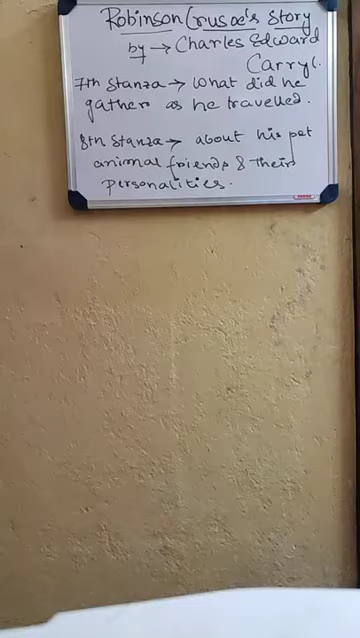 Robinson Crusoe's Story
by → Charles Edward
Carryl.
7th Stanza → What did he
gathers as he travelled.
8th Stanza → about his pet
animal friends & their
personalities.